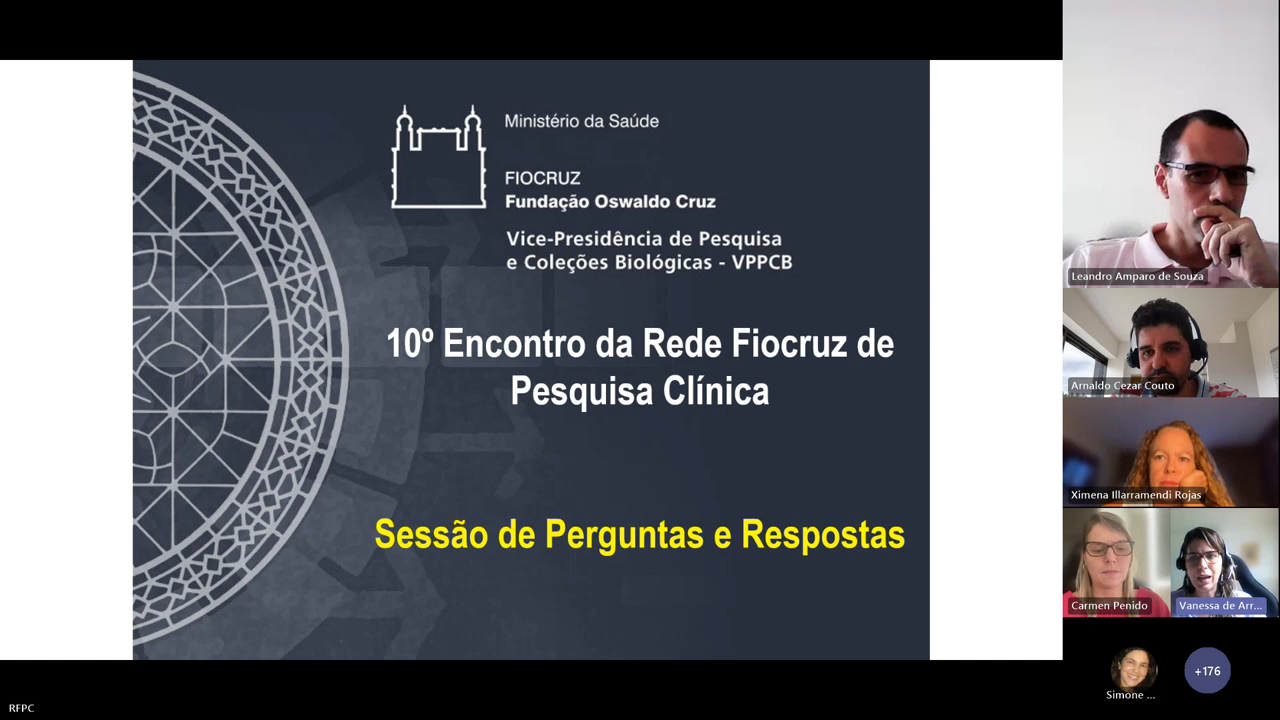 Ministério da Saúde
FIOCRUZ
Fundação Oswaldo Cruz
Vice-Presidência de Pesquisa
e Coleções Biológicas - VPPCB
10º Encontro da Rede Fiocruz de
Pesquisa Clínica
Sessão de Perguntas e Respostas
Leandro Amparo de Souza
Arnaldo Cezar Couto
Ximena Illarramendi Rojas
Carmen Penido
Vanessa de Arr...
Simone ...
+176
RFPC